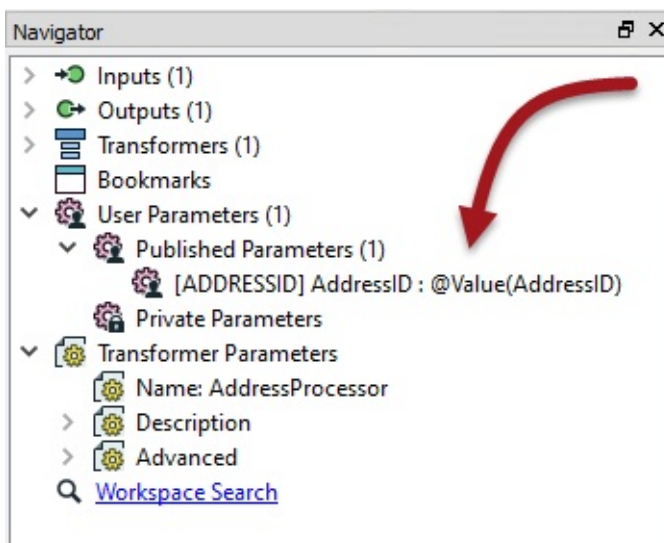 Navigator
Inputs (1)
Outputs (1)
Transformers (1)
Bookmarks
User Parameters (1)
Published Parameters (1)
[ADDRESSID] AddressID : @Value(AddressID)
Private Parameters
Transformer Parameters
Name: AddressProcessor
Description
Advanced
Workspace Search